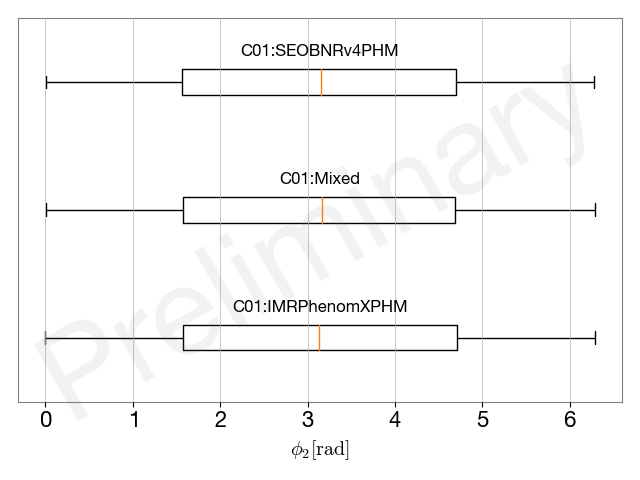 C01:SEOBNRv4PHM
C01:Mixed
C01:IMRPhenomXPHM
Preliminary
0 1 2 3 4 5 6
ϕ₂[rad]